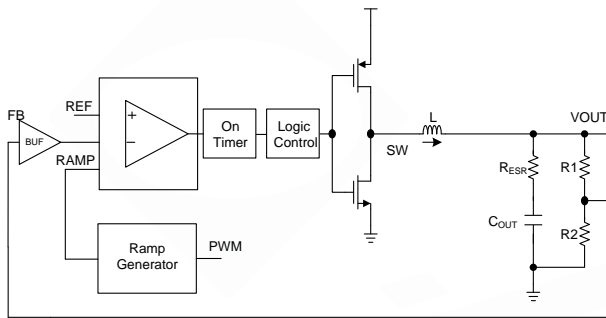 L
VOUT
FB
REF
BUF
RAMP
+
−
On
Timer
Logic
Control
SW
RESR
R1
COUT
R2
Ramp
Generator
PWM